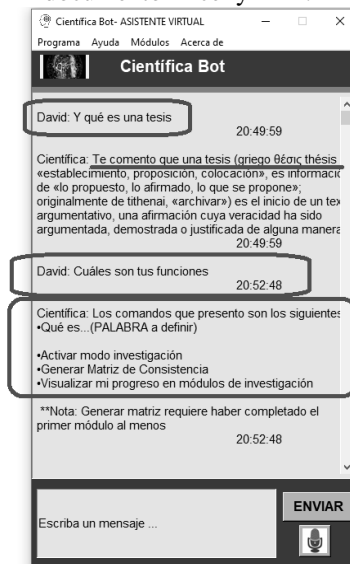 Científica Bot- ASISTENTE VIRTUAL
Programa Ayuda Módulos Acerca de
Científica Bot
David: Y qué es una tesis
20:49:59
Científica: Te comento que una tesis (griego θέσις thésis
«establecimiento, proposición, colocación», es informació
de «lo propuesto, lo afirmado, lo que se propone»;
originalmente de tithenai, «archivar») es el inicio de un tex
argumentativo, una afirmación cuya veracidad ha sido
argumentada, demostrada o justificada de alguna manera
20:49:59
David: Cuáles son tus funciones
20:52:48
Científica: Los comandos que presento son los siguientes
•Qué es...(PALABRA a definir)
•Activar modo investigación
•Generar Matriz de Consistencia
•Visualizar mi progreso en módulos de investigación
**Nota: Generar matriz requiere haber completado el
primer módulo al menos
20:52:48
Escriba un mensaje ...
ENVIAR